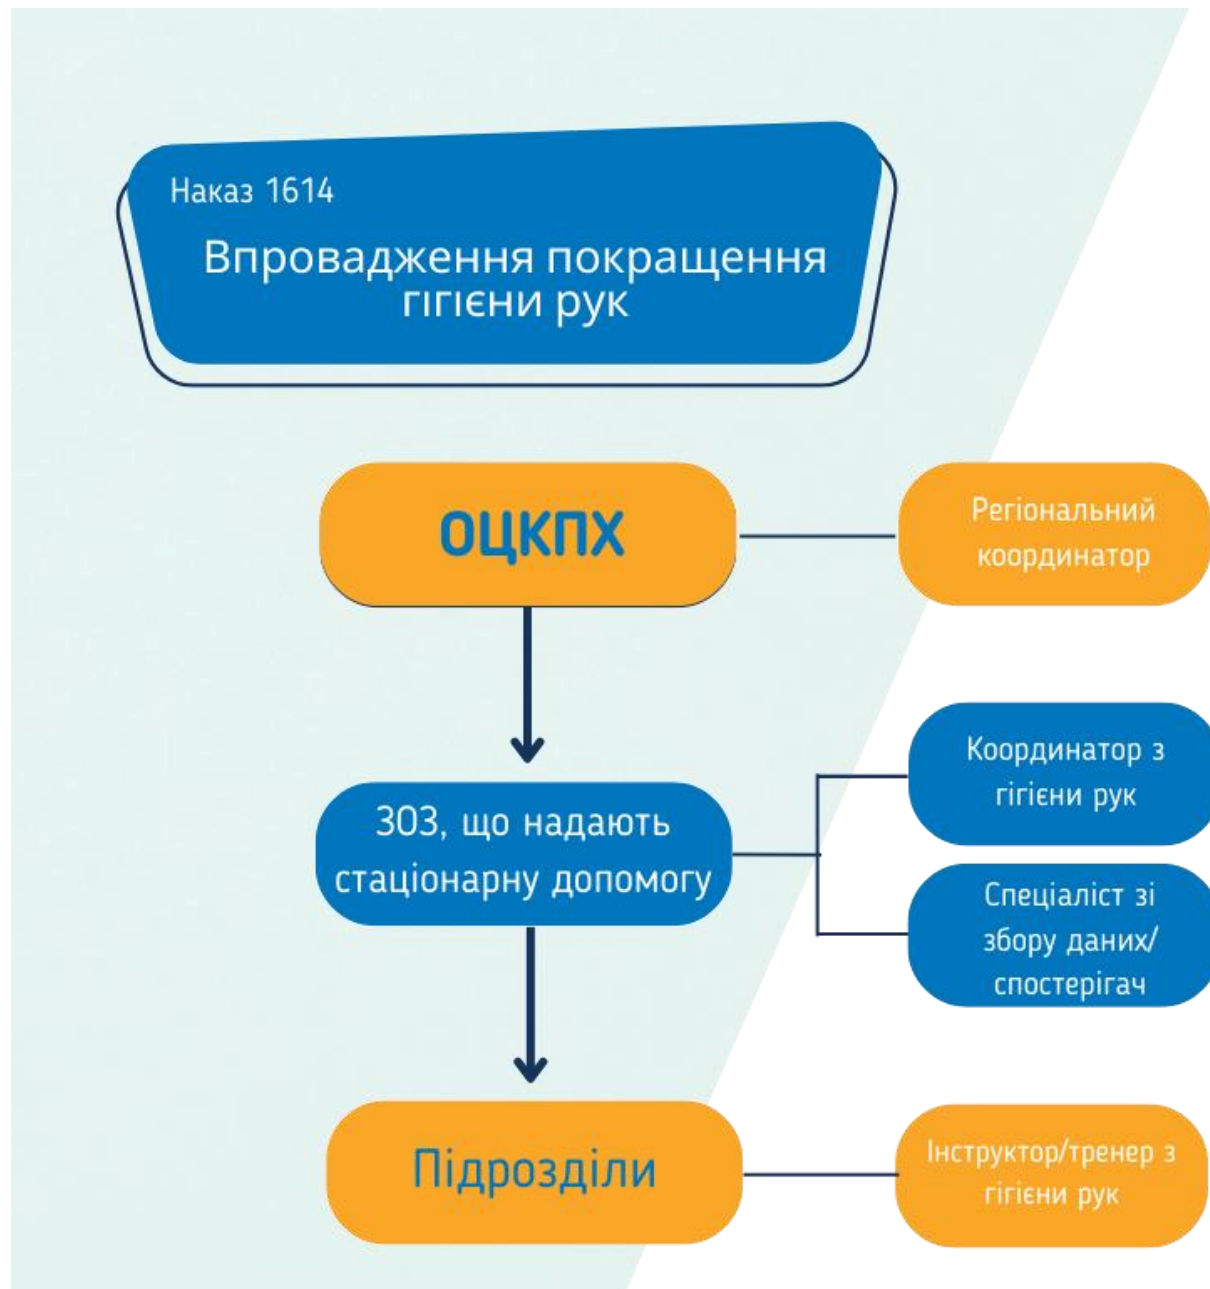 Наказ 1614
Впровадження покращення
гігієни рук
ОЦКПХ
Регіональний
координатор
ЗОЗ, що надають
стаціонарну допомогу
Координатор з
гігієни рук
Спеціаліст зі
збору даних/
спостерігач
Підрозділи
Інструктор/тренер з
гігієни рук